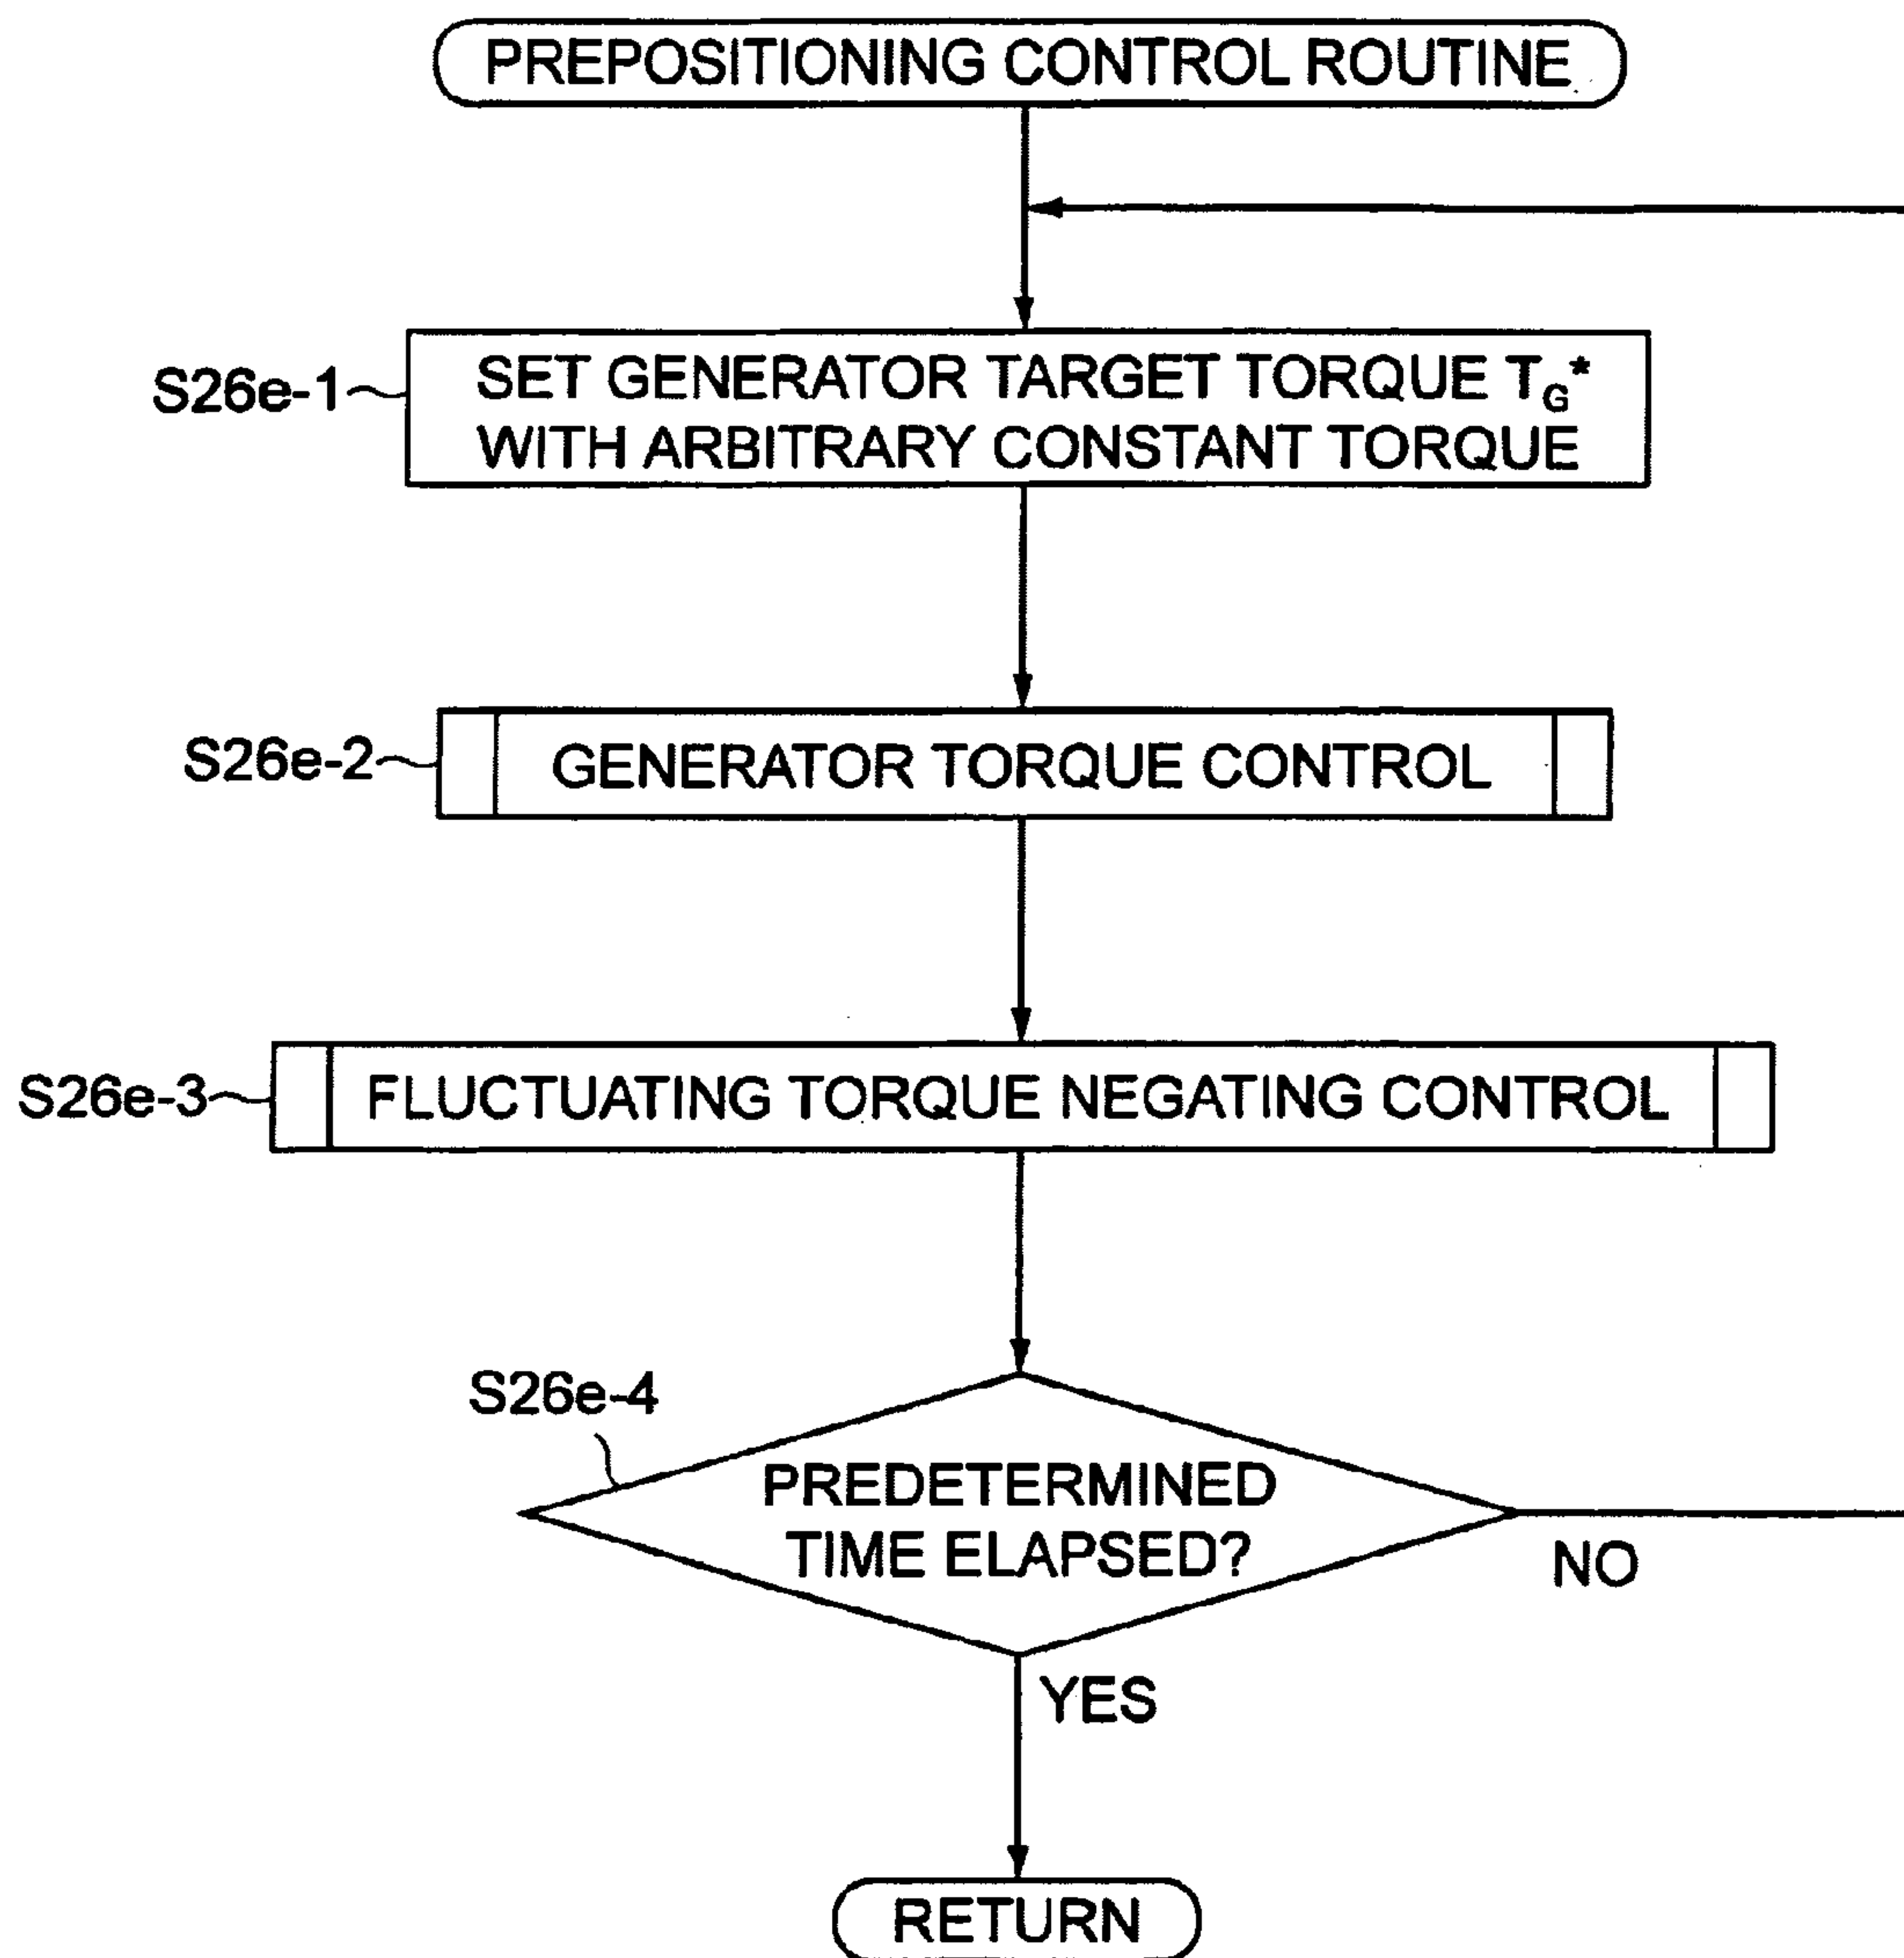 PREPOSITIONING CONTROL ROUTINE
S26e-1
SET GENERATOR TARGET TORQUE TG*
WITH ARBITRARY CONSTANT TORQUE
S26e-2
GENERATOR TORQUE CONTROL
S26e-3
FLUCTUATING TORQUE NEGATING CONTROL
S26e-4
PREDETERMINED
TIME ELAPSED?
NO
YES
RETURN